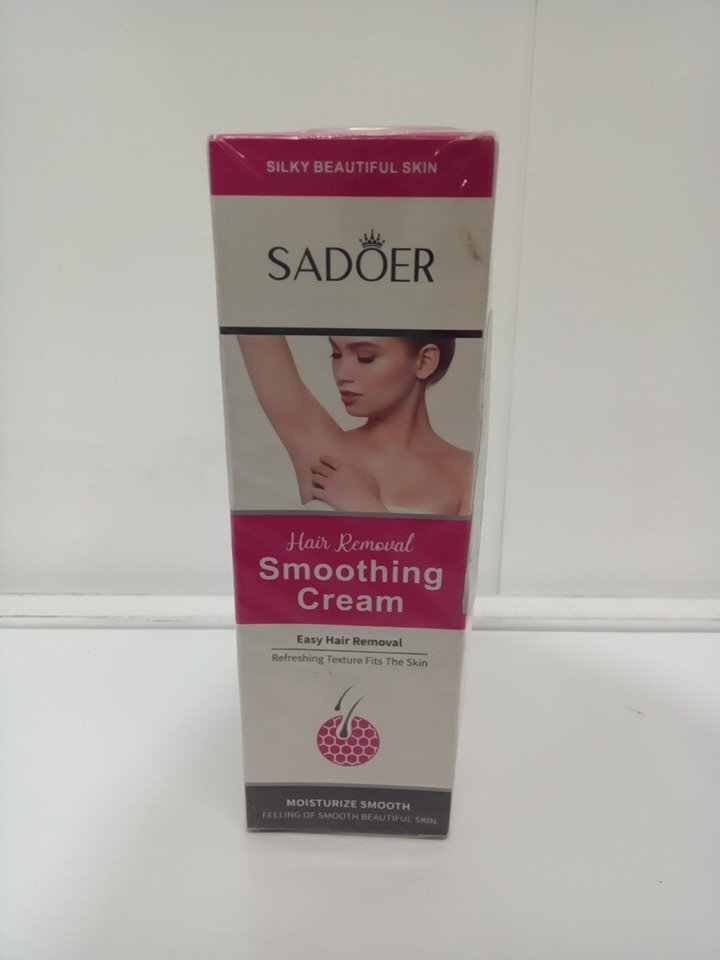 SILKY BEAUTIFUL SKIN
SADOER
Hair Removal
Smoothing
Cream
Easy Hair Removal
Refreshing Texture Fits The Skin
MOISTURIZE SMOOTH
FEELING OF SMOOTH BEAUTIFUL SKIN